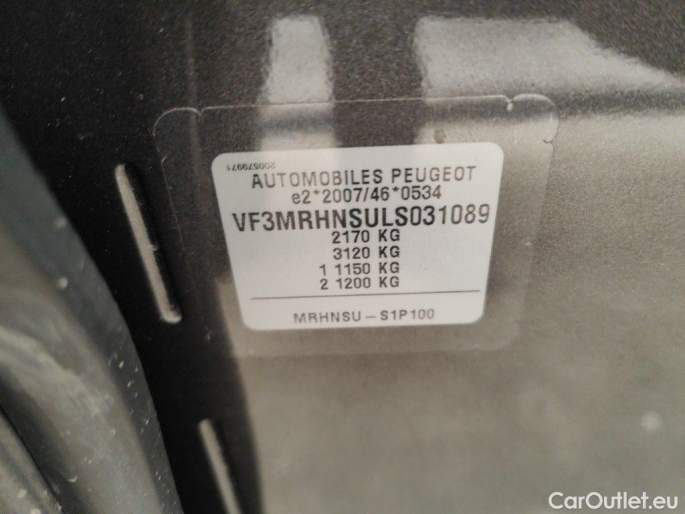 200579971
AUTOMOBILES PEUGEOT
e2*2007/46*0534
VF3MRHNSULS031089
2170 KG
3120 KG
1 1150 KG
2 1200 KG
MRHNSU – S1P100
CarOutlet.eu